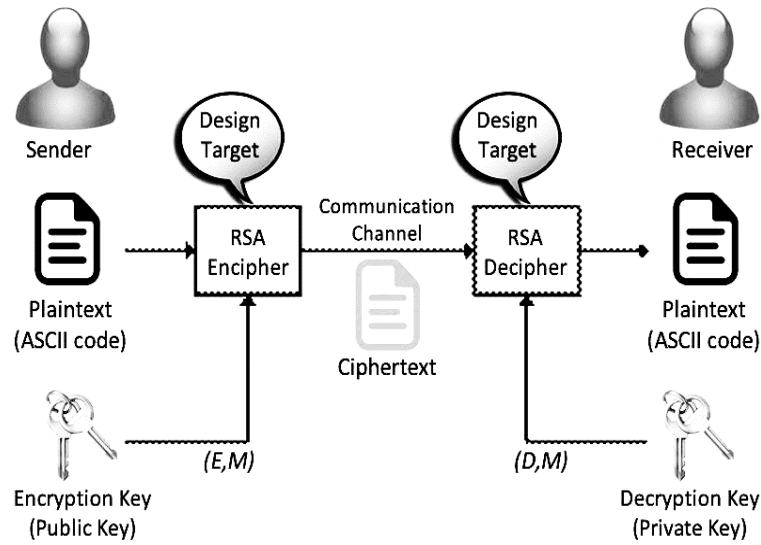 Sender
Receiver
Design
Target
Design
Target
Communication
Channel
RSA
Encipher
RSA
Decipher
Plaintext
(ASCII code)
Ciphertext
Plaintext
(ASCII code)
(E,M)
(D,M)
Encryption Key
(Public Key)
Decryption Key
(Private Key)